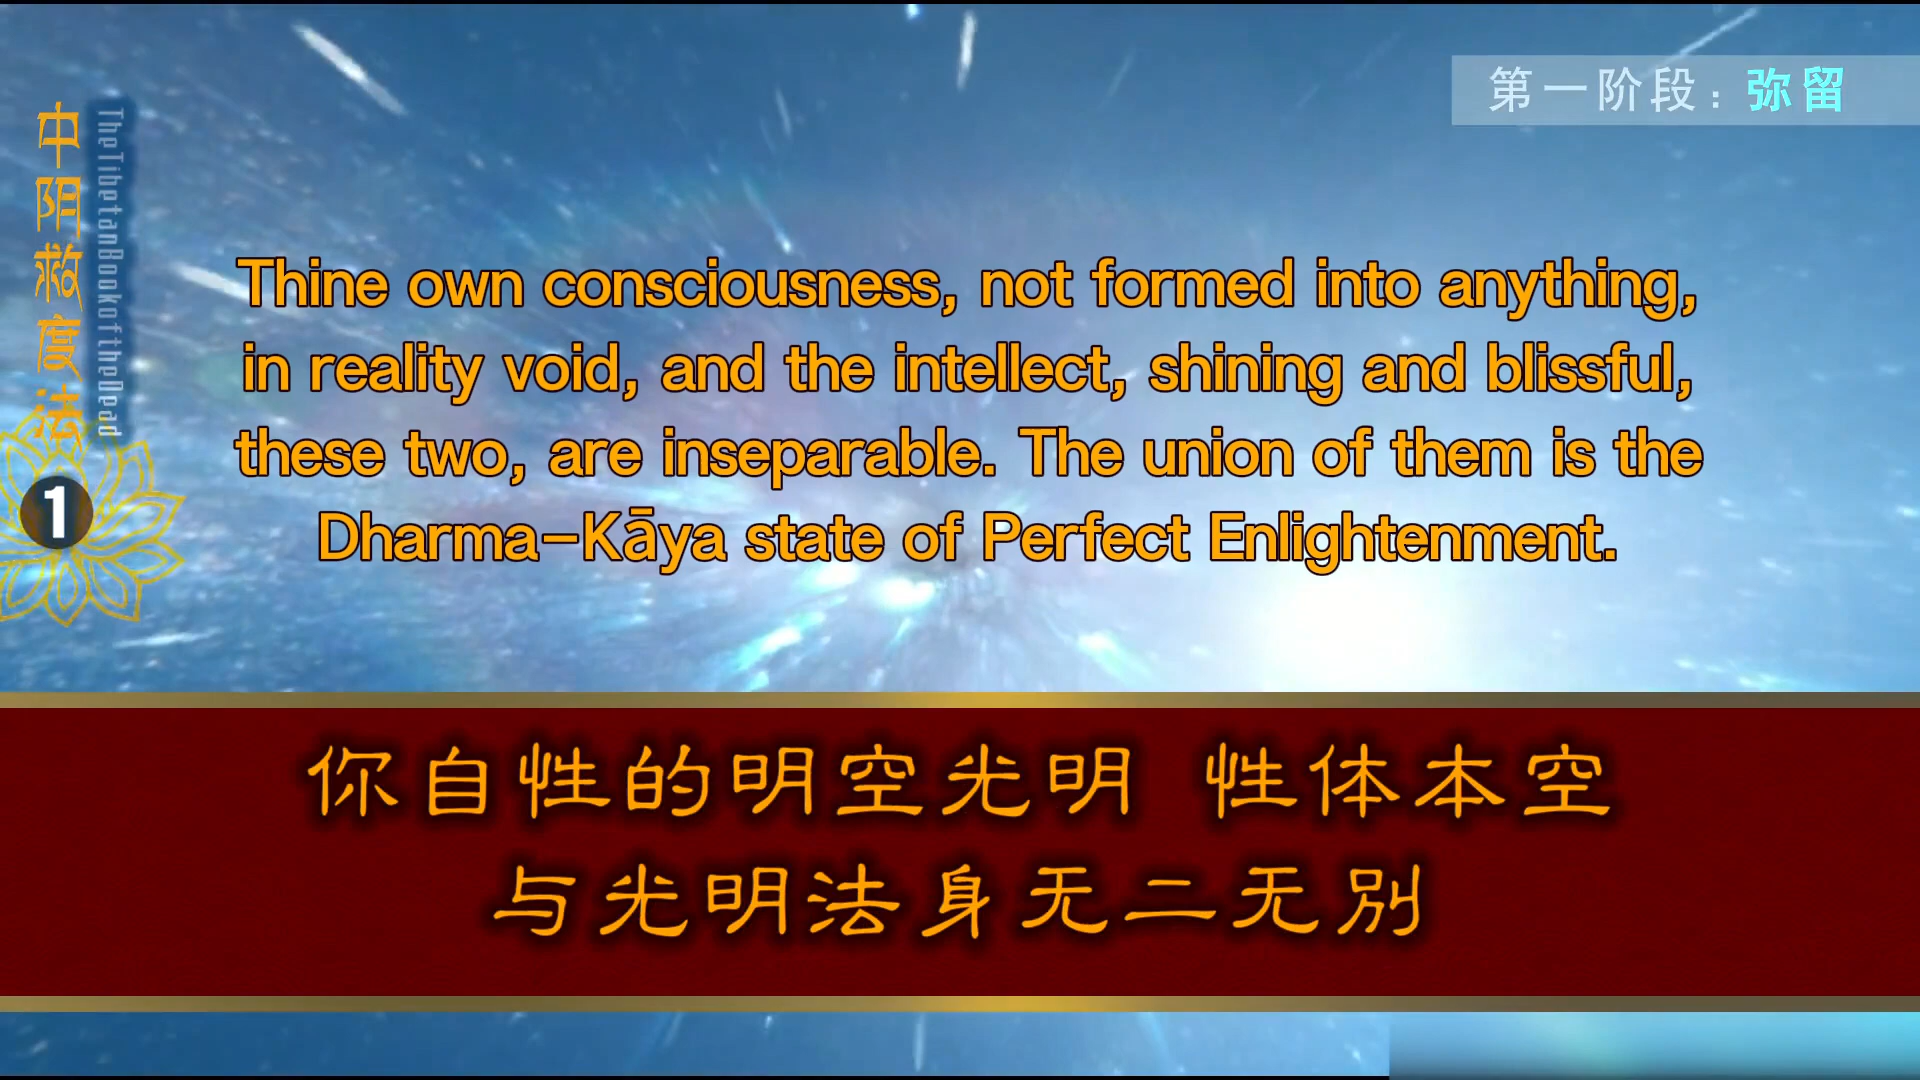 第一阶段：弥留
中阴救度法
TheTibetanBookoftheDead
1
Thine own consciousness, not formed into anything,
in reality void, and the intellect, shining and blissful,
these two, are inseparable. The union of them is the
Dharma-Kāya state of Perfect Enlightenment.
你自性的明空光明 性体本空
与光明法身无二无别